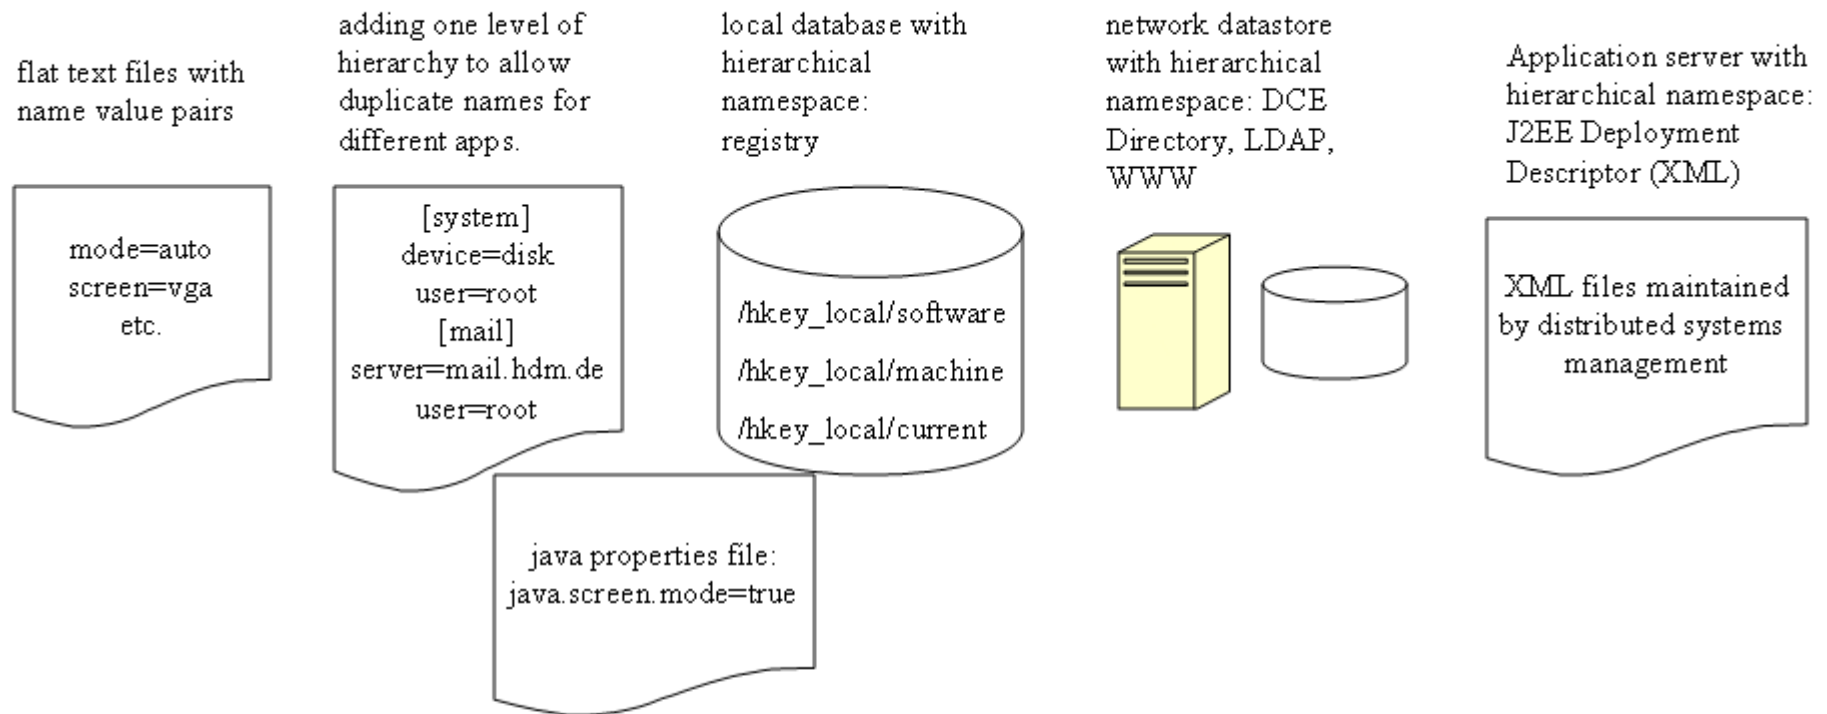 flat text files with
name value pairs
mode=auto
screen=vga
etc.
adding one level of
hierarchy to allow
duplicate names for
different apps.
[system]
device=disk
user=root
[mail]
server=mail.hdm.de
user=root
java properties file:
java.screen.mode=true
local database with
hierarchical
namespace:
registry
/hkey_local/software
/hkey_local/machine
/hkey_local/current
network datastore
with hierarchical
namespace: DCE
Directory, LDAP,
WWW
Application server with
hierarchical namespace:
J2EE Deployment
Descriptor (XML)
XML files maintained
by distributed systems
management